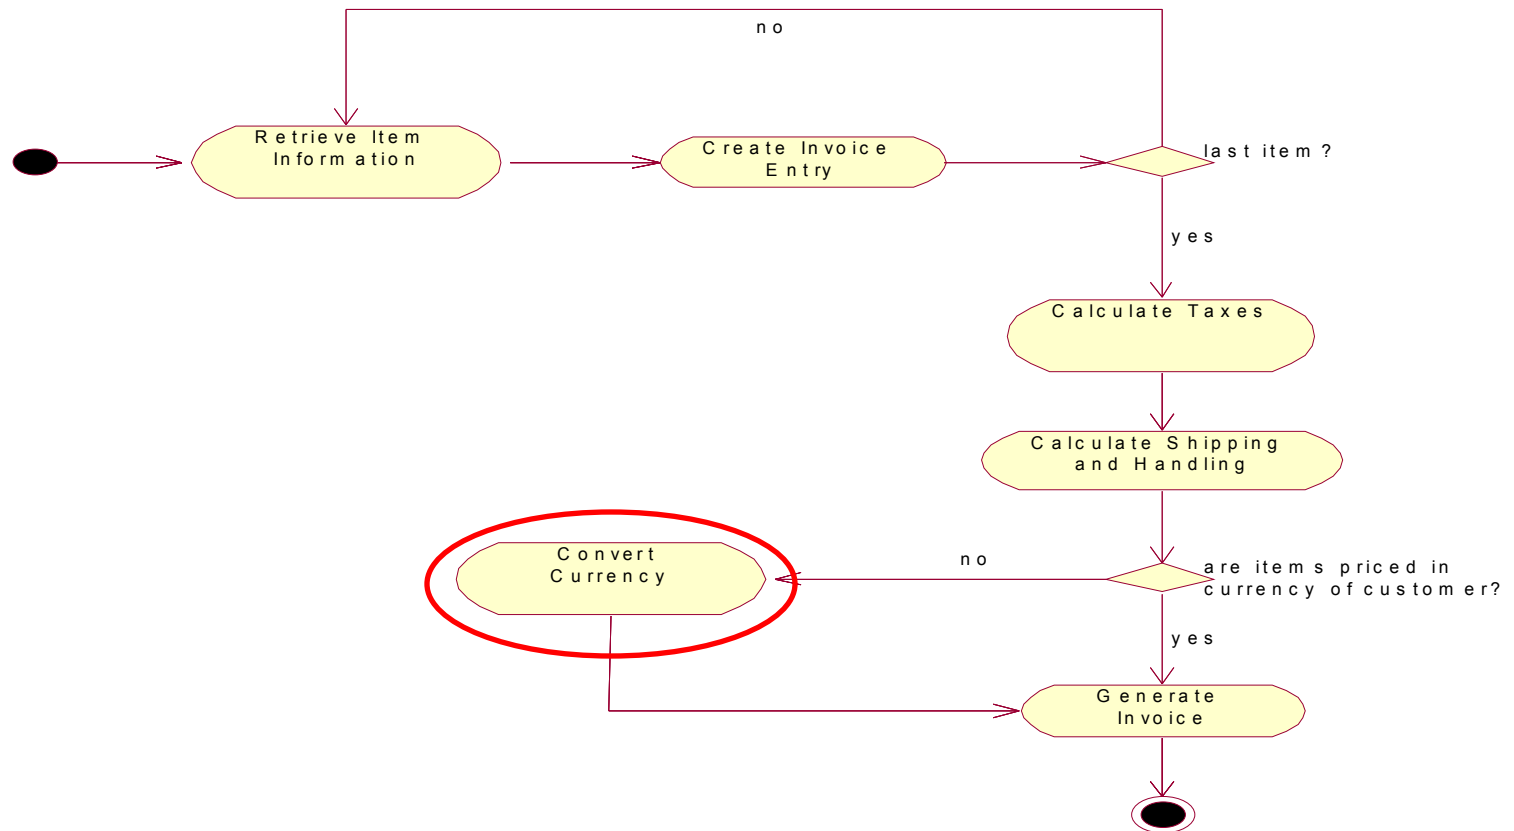 no
Retrieve Item
Information
Create Invoice
Entry
last item?
yes
Calculate Taxes
Calculate Shipping
and Handling
Convert
Currency
no
are items priced in
currency of customer?
yes
Generate
Invoice